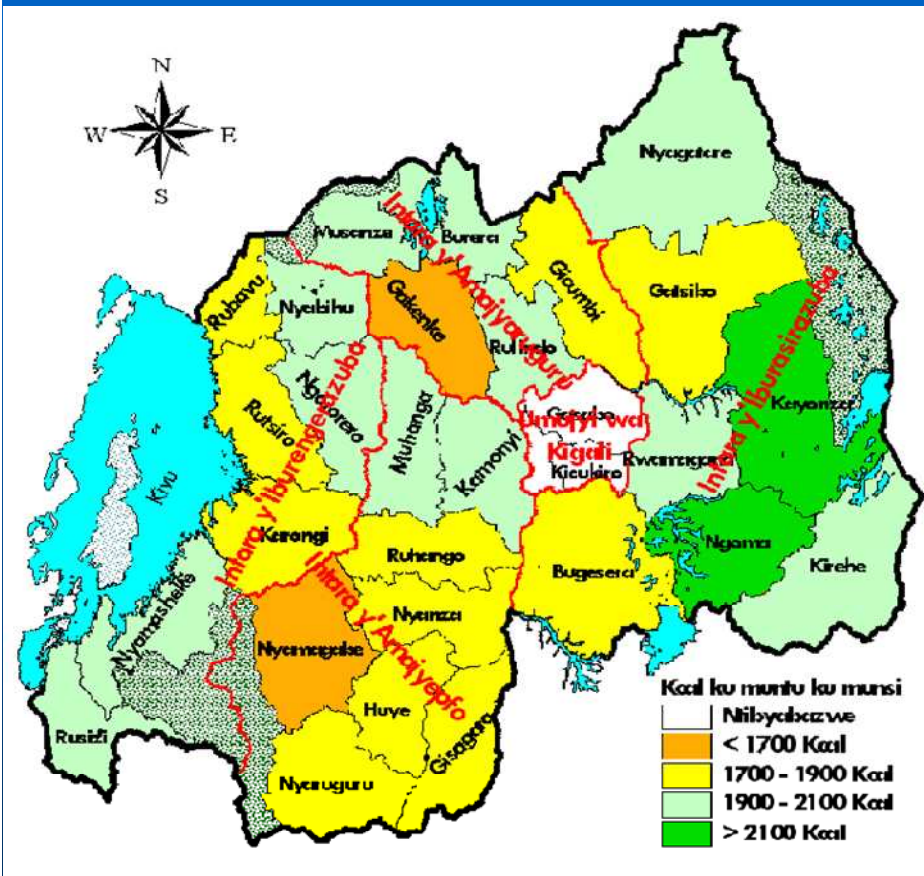 N
W E
S
Nyagatare
Musanze
Burera
Intara y'Amajyaruguru
Gicumbi
Gatsibo
Rubavu
Nyabihu
Gakenke
Rulindo
Intara y'Iburasirazuba
Kayonza
Rutsiro
Ngororero
Muhanga
Kamonyi
Gasabo
Umujyi wa
Kigali
Kicukiro
Rwamagana
Kivu
Intara y'Iburengerazuba
Karongi
Ruhango
Bugesera
Ngoma
Kirehe
Nyamasheke
Intara y'Amajyepfo
Nyanza
Nyamagabe
Huye
Gisagara
Rusizi
Nyaruguru
Kcal ku muntu ku munsi
Ntibyabazwe
< 1700 Kcal
1700 - 1900 Kcal
1900 - 2100 Kcal
> 2100 Kcal